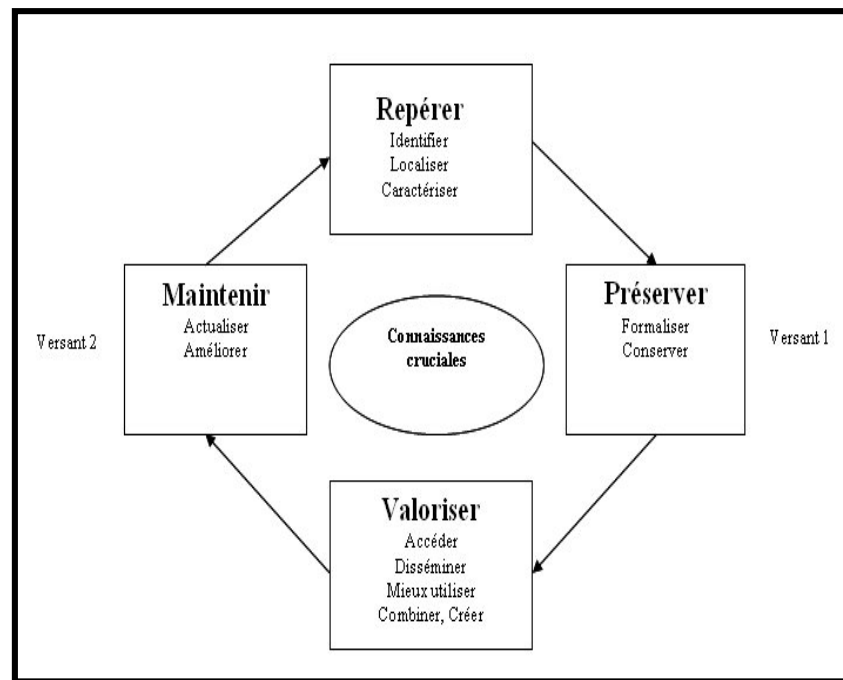 Repérer
Identifier
Localiser
Caractériser
Maintenir
Actualiser
Améliorer
Versant 2
Connaissances
cruciales
Préserver
Formaliser
Conserver
Versant 1
Valoriser
Accéder
Disséminer
Mieux utiliser
Combiner, Créer